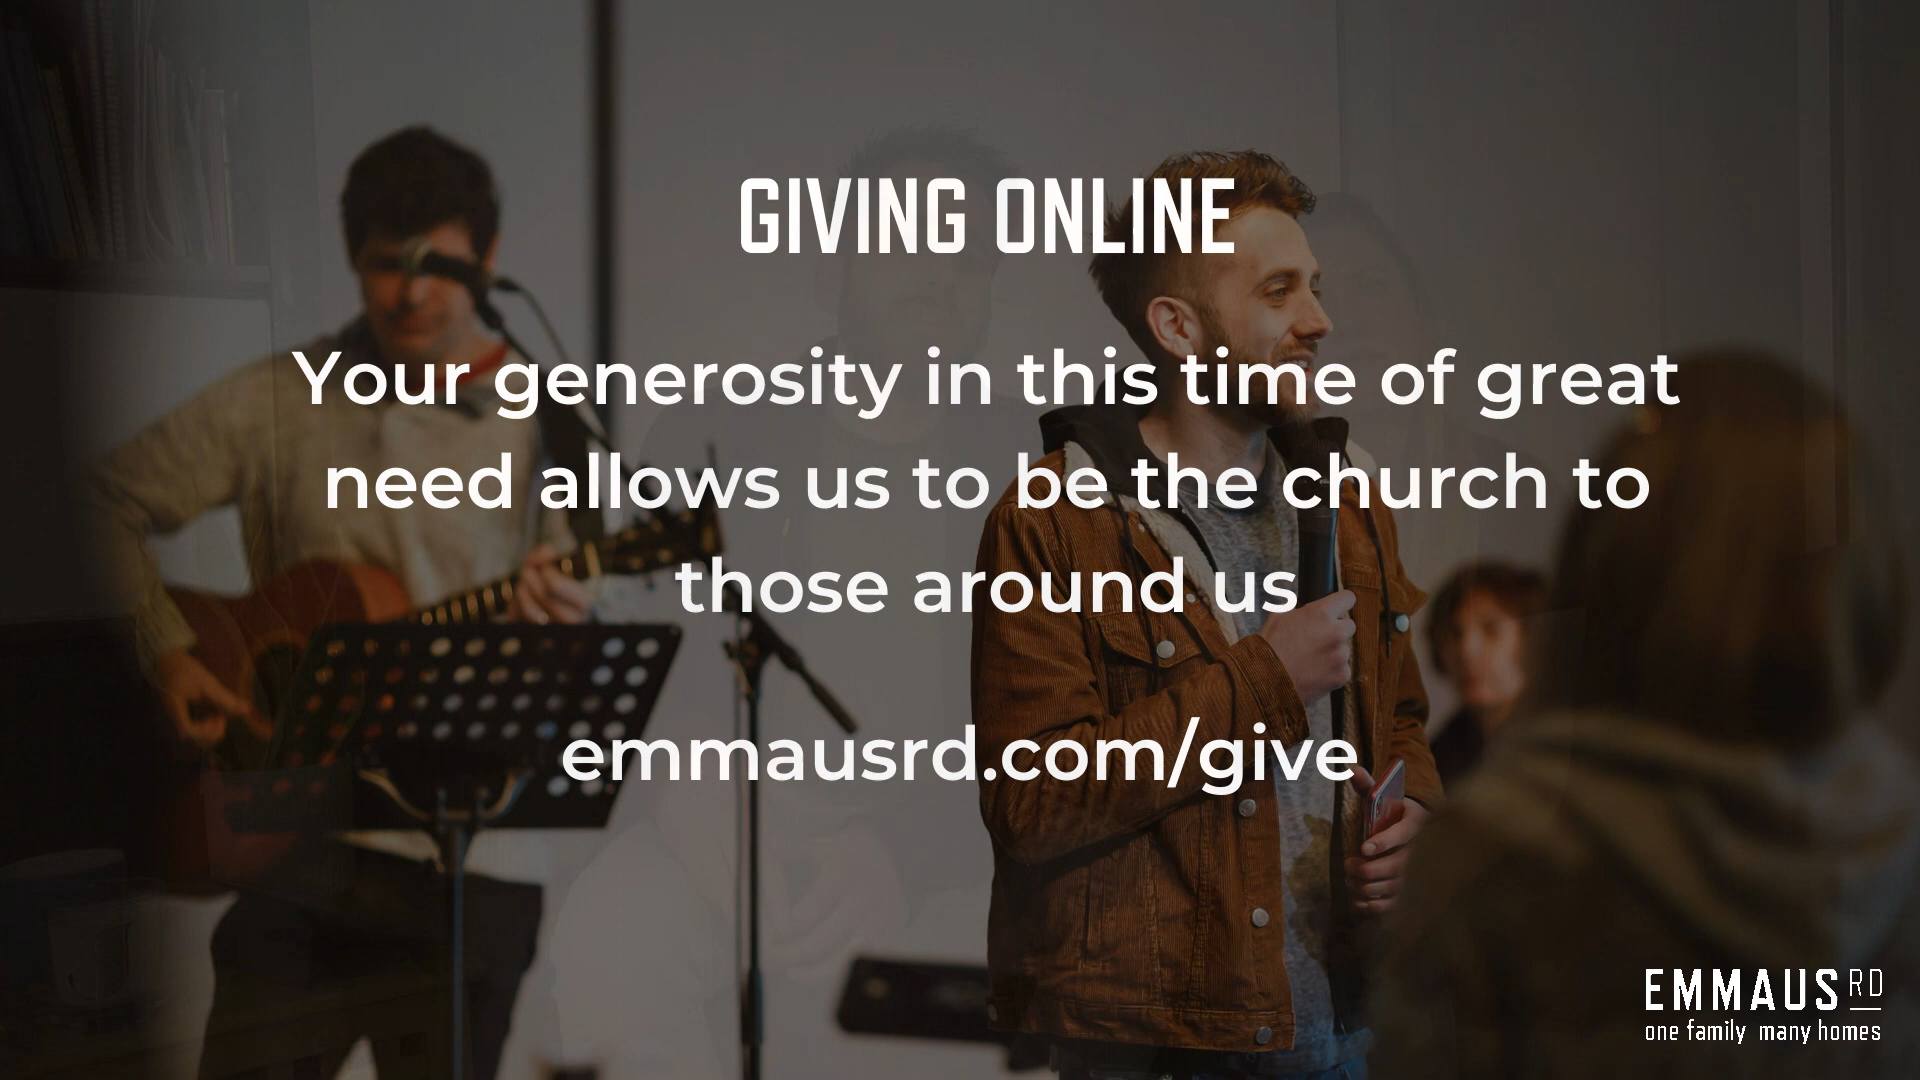 GIVING ONLINE
Your generosity in this time of great
need allows us to be the church to
those around us
emmausrd.com/give
EMMAUS RD
one family many homes